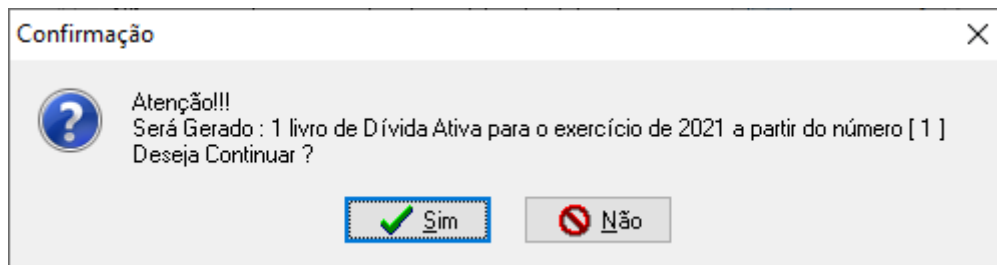 Confirmação
Atenção!!!
Será Gerado : 1 livro de Dívida Ativa para o exercício de 2021 a partir do número [ 1 ]
Deseja Continuar ?
Sim
Não